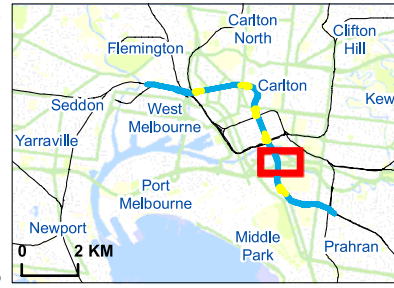 Carlton
North
Clifton
Hill
Flemington
Carlton
Kew
Seddon
West
Melbourne
Yarraville
Port
Melbourne
Newport
Middle
Park
Prahran
0 2 KM